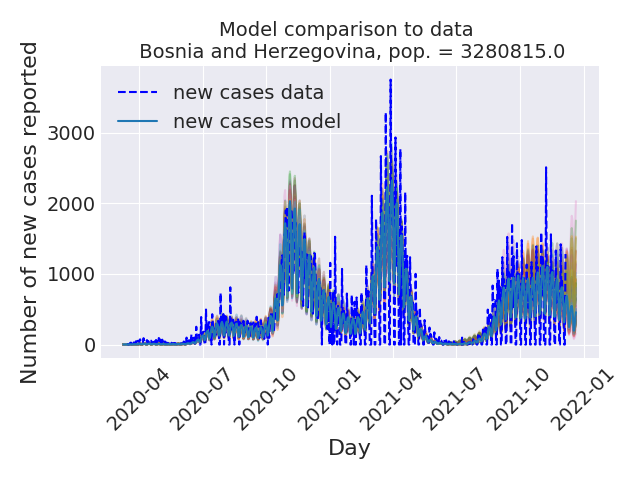 Model comparison to data
Bosnia and Herzegovina, pop. = 3280815.0
new cases data
new cases model
Number of new cases reported
3000
2000
1000
0
2020-04
2020-07
2020-10
2021-01
2021-04
2021-07
2021-10
2022-01
Day